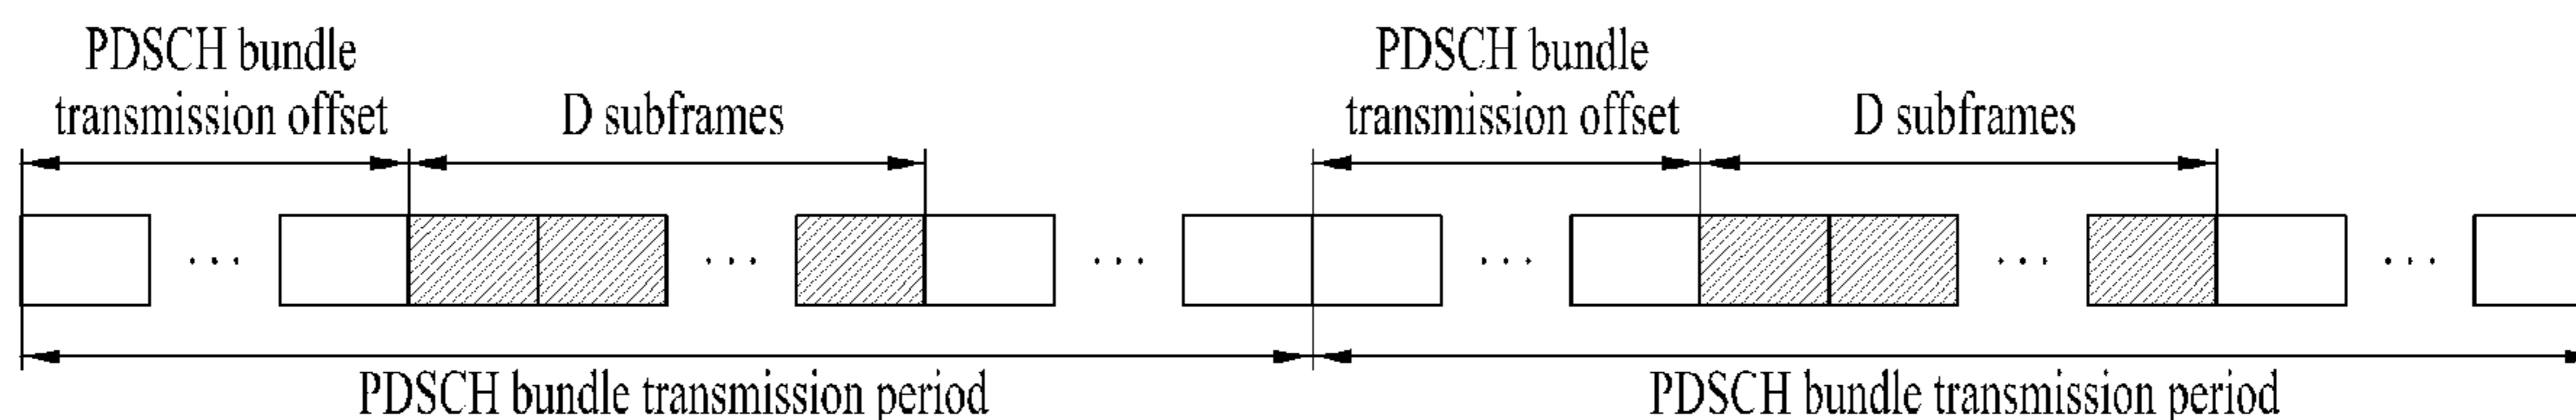 PDSCH bundle
transmission offset
D subframes
PDSCH bundle
transmission offset
D subframes
PDSCH bundle transmission period
PDSCH bundle transmission period